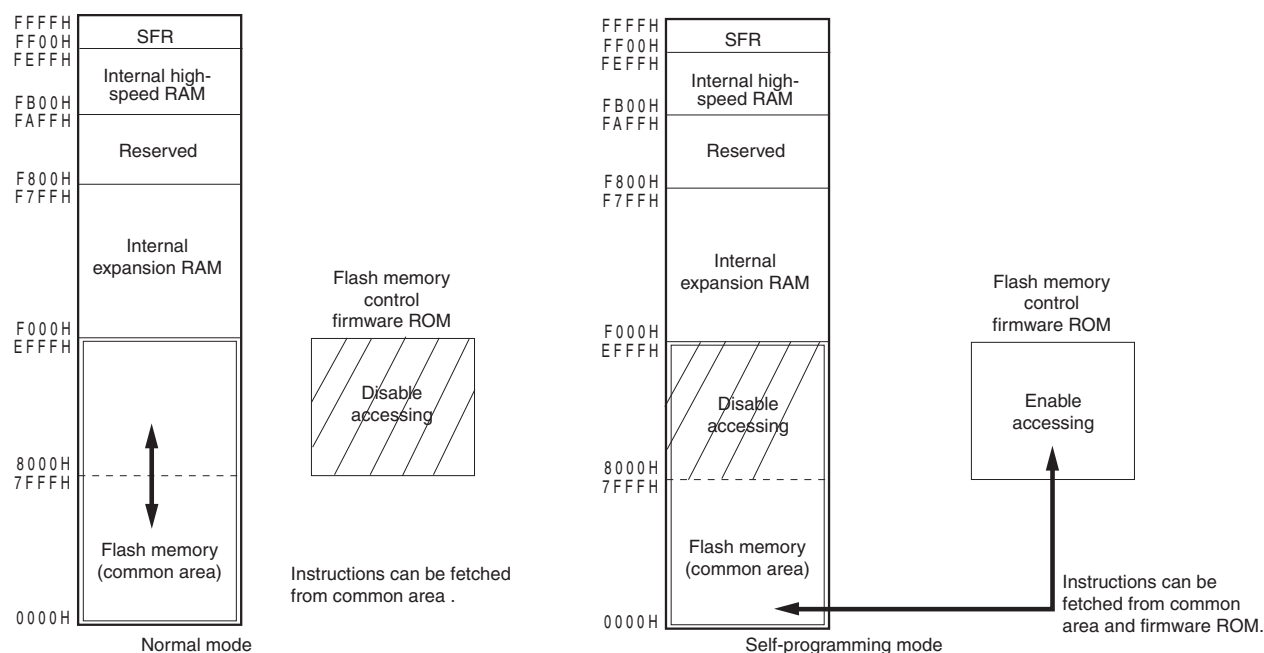 FFFFH
SFR
FF00H
FEFFH
Internal high-
speed RAM
FB00H
FAFFH
Reserved
F800H
F7FFH
Internal
expansion RAM
F000H
EFFFH
8000H
7FFFH
Flash memory
(common area)
0000H
Normal mode
Flash memory
control
firmware ROM
Disable
accessing
Instructions can be fetched
from common area .
FFFFH
SFR
FF00H
FEFFH
Internal high-
speed RAM
FB00H
FAFFH
Reserved
F800H
F7FFH
Internal
expansion RAM
F000H
EFFFH
Disable
accessing
8000H
7FFFH
Flash memory
(common area)
0000H
Self-programming mode
Flash memory
control
firmware ROM
Enable
accessing
Instructions can be
fetched from common
area and firmware ROM.